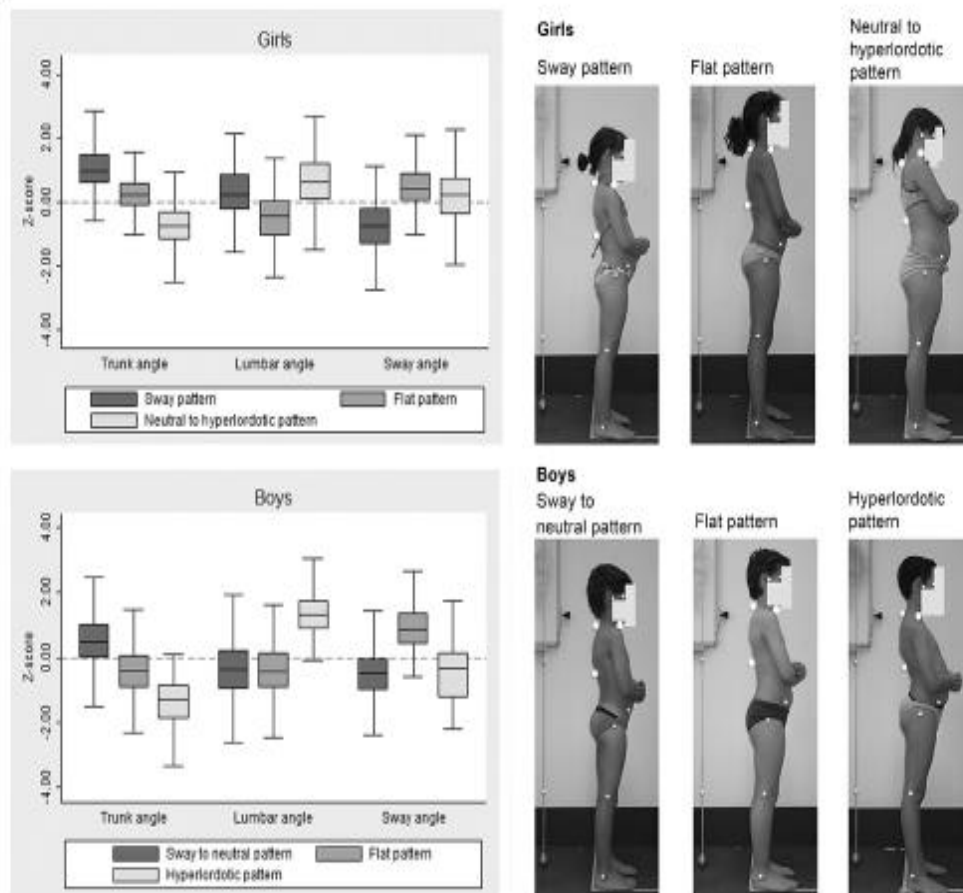 Girls
Z-score
4.00
2.00
0.00
-2.00
-4.00
Trunk angle
Lumbar angle
Sway angle
Sway pattern
Flat pattern
Neutral to hyperlordotic pattern
Girls
Sway pattern
Flat pattern
Neutral to
hyperlordotic
pattern
Boys
Z-score
4.00
2.00
0.00
-2.00
-4.00
Trunk angle
Lumbar angle
Sway angle
Sway to neutral pattern
Flat pattern
Hyperlordotic pattern
Boys
Sway to
neutral pattern
Flat pattern
Hyperlordotic
pattern